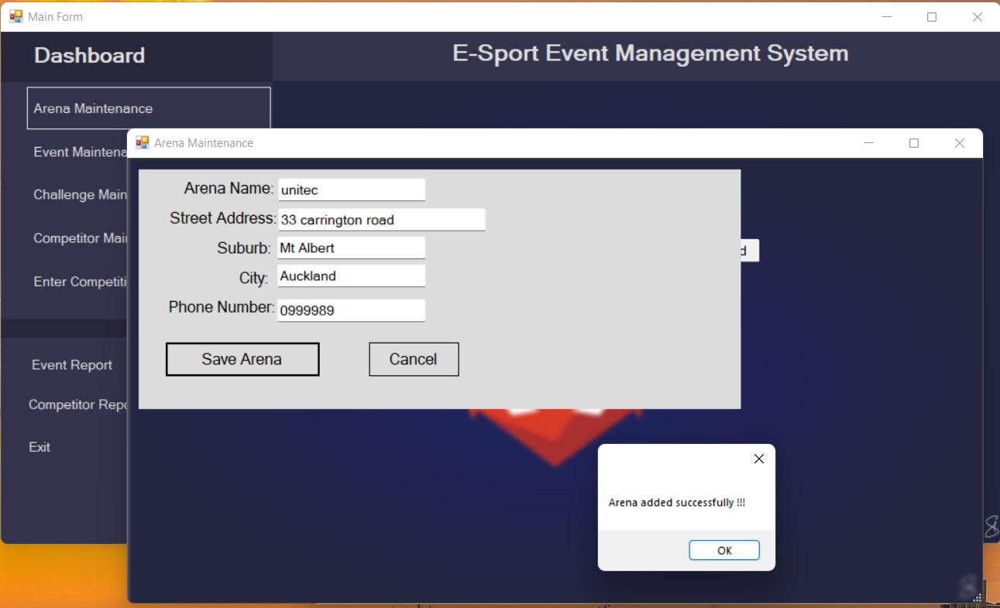 Main Form
Dashboard
E-Sport Event Management System
Arena Maintenance
Event Maintena
Challenge Main
Competitor Mai
Enter Competiti
Event Report
Competitor Repo
Exit
Arena Maintenance
Arena Name: unitec
Street Address: 33 carrington road
Suburb: Mt Albert
City: Auckland
Phone Number: 0999989
Save Arena Cancel
d
Arena added successfully !!!
OK